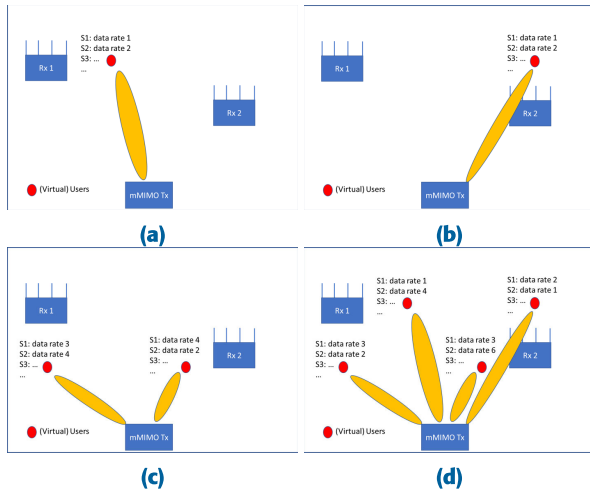 S1: data rate 1
S2: data rate 2
S3: ...
...
Rx 1
Rx 2
(Virtual) Users
mMIMO Tx
(a)
S1: data rate 1
S2: data rate 2
S3: ...
...
Rx 1
Rx 2
(Virtual) Users
mMIMO Tx
(b)
Rx 1
S1: data rate 3
S2: data rate 4
S3: ...
...
S1: data rate 4
S2: data rate 2
S3: ...
...
Rx 2
(Virtual) Users
mMIMO Tx
(c)
S1: data rate 1
S2: data rate 4
S3: ...
...
S1: data rate 2
S2: data rate 1
S3: ...
...
Rx 1
S1: data rate 3
S2: data rate 2
S3: ...
...
S1: data rate 3
S2: data rate 6
S3: ...
...
Rx 2
(Virtual) Users
mMIMO Tx
(d)